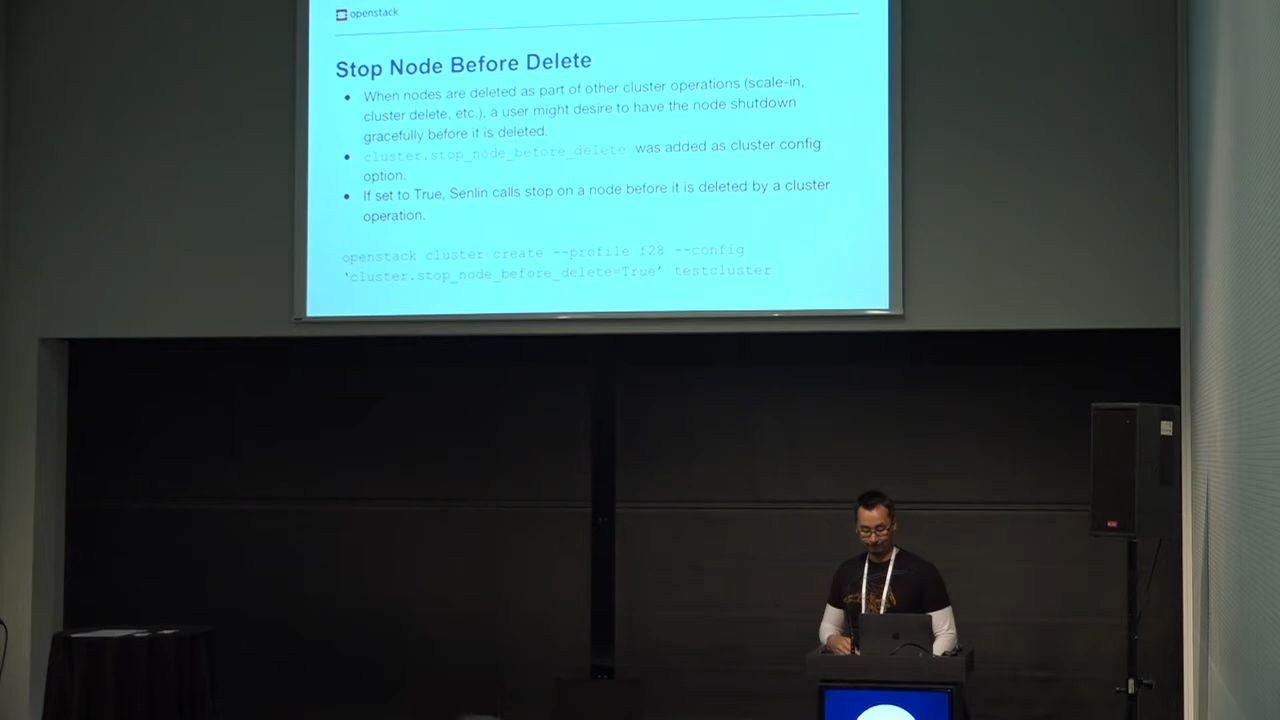 openstack
Stop Node Before Delete
• When nodes are deleted as part of other cluster operations (scale-in,
cluster delete, etc.), a user might desire to have the node shutdown
gracefully before it is deleted.
• cluster.stop_node_before_delete was added as cluster config
option.
• If set to True, Senlin calls stop on a node before it is deleted by a cluster
operation.
openstack cluster create --profile f28 --config
‘cluster.stop_node_before_delete=True’ testcluster